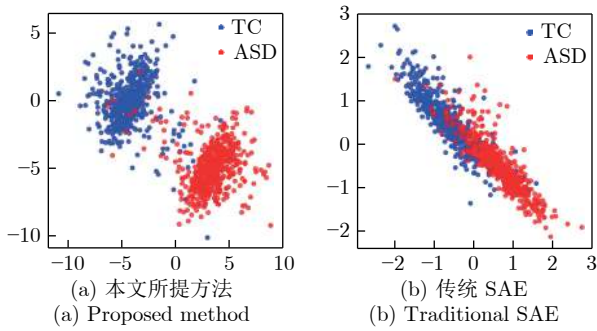 5
0
−5
−10
TC
ASD
−10
−5
0
5
10
(a) 本文所提方法
(a) Proposed method
3
2
1
0
−1
−2
TC
ASD
−2
−1
0
1
2
3
(b) 传统 SAE
(b) Traditional SAE